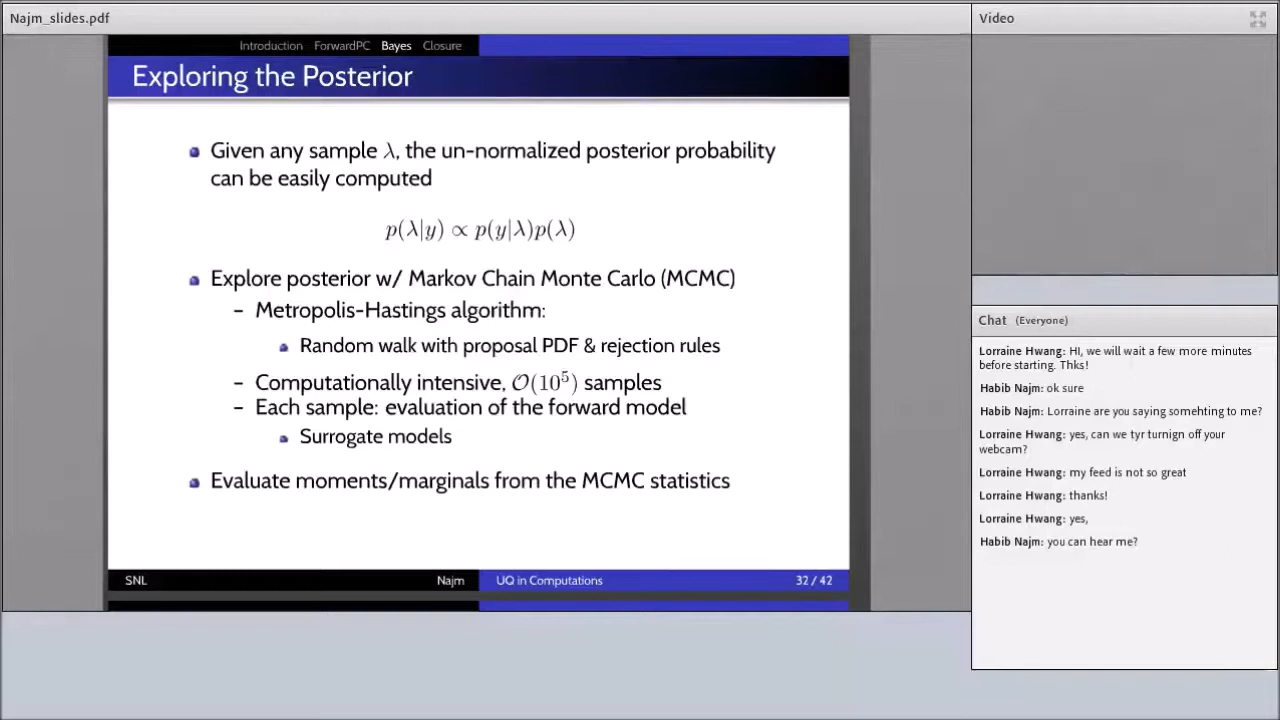 Najm_slides.pdf
Introduction ForwardPC Bayes Closure
Exploring the Posterior
Given any sample λ, the un-normalized posterior probability
can be easily computed
p(λ|y) ∝ p(y|λ)p(λ)
Explore posterior w/ Markov Chain Monte Carlo (MCMC)
– Metropolis-Hastings algorithm:
Random walk with proposal PDF & rejection rules
– Computationally intensive, 𝒪(10⁵) samples
– Each sample: evaluation of the forward model
Surrogate models
Evaluate moments/marginals from the MCMC statistics
SNL Najm UQ in Computations 32 / 42
Video
Chat (Everyone)
Lorraine Hwang: HI, we will wait a few more minutes
before starting. Thks!
Habib Najm: ok sure
Habib Najm: Lorraine are you saying somehting to me?
Lorraine Hwang: yes, can we tyr turnign off your
webcam?
Lorraine Hwang: my feed is not so great
Lorraine Hwang: thanks!
Lorraine Hwang: yes,
Habib Najm: you can hear me?